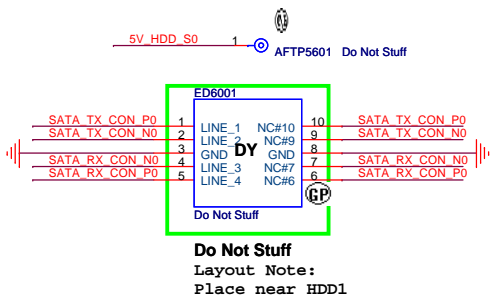 5V_HDD_S0 1
AFTP5601 Do Not Stuff
ED6001
SATA_TX_CON_P0 1 LINE_1 NC#10 10 SATA_TX_CON_P0
SATA_TX_CON_N0 2 LINE_2 NC#9 9 SATA_TX_CON_N0
3 GND DY GND 8
SATA_RX_CON_N0 4 LINE_3 NC#7 7 SATA_RX_CON_N0
SATA_RX_CON_P0 5 LINE_4 NC#6 6 SATA_RX_CON_P0
GP
Do Not Stuff
Do Not Stuff
Layout Note:
Place near HDD1